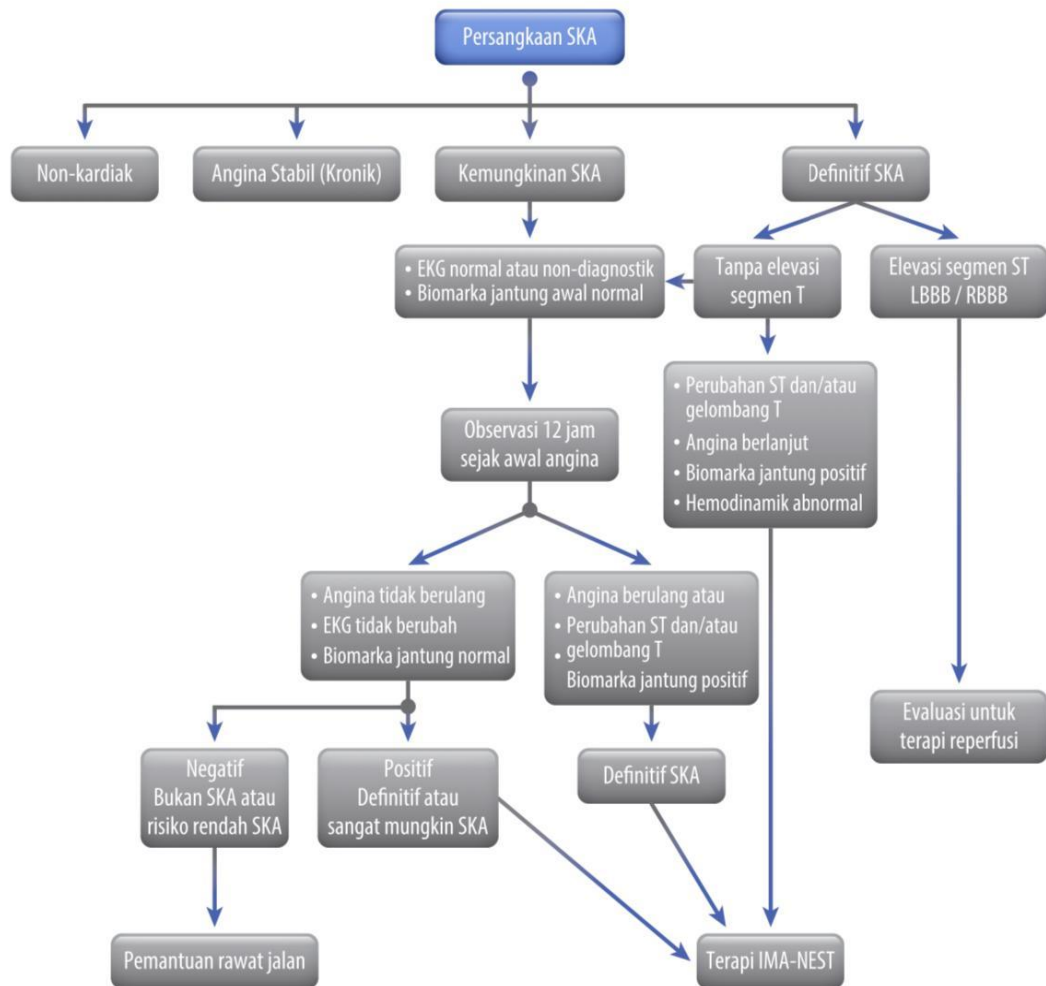 Persangkaan SKA
Non-kardiak
Angina Stabil (Kronik)
Kemungkinan SKA
Definitif SKA
• EKG normal atau non-diagnostik
• Biomarka jantung awal normal
Tanpa elevasi
segmen T
Elevasi segmen ST
LBBB / RBBB
• Perubahan ST dan/atau
gelombang T
• Angina berlanjut
• Biomarka jantung positif
• Hemodinamik abnormal
Observasi 12 jam
sejak awal angina
• Angina tidak berulang
• EKG tidak berubah
• Biomarka jantung normal
• Angina berulang atau
• Perubahan ST dan/atau
• gelombang T
Biomarka jantung positif
Evaluasi untuk
terapi reperfusi
Negatif
Bukan SKA atau
risiko rendah SKA
Positif
Definitif atau
sangat mungkin SKA
Definitif SKA
Pemantuan rawat jalan
Terapi IMA-NEST